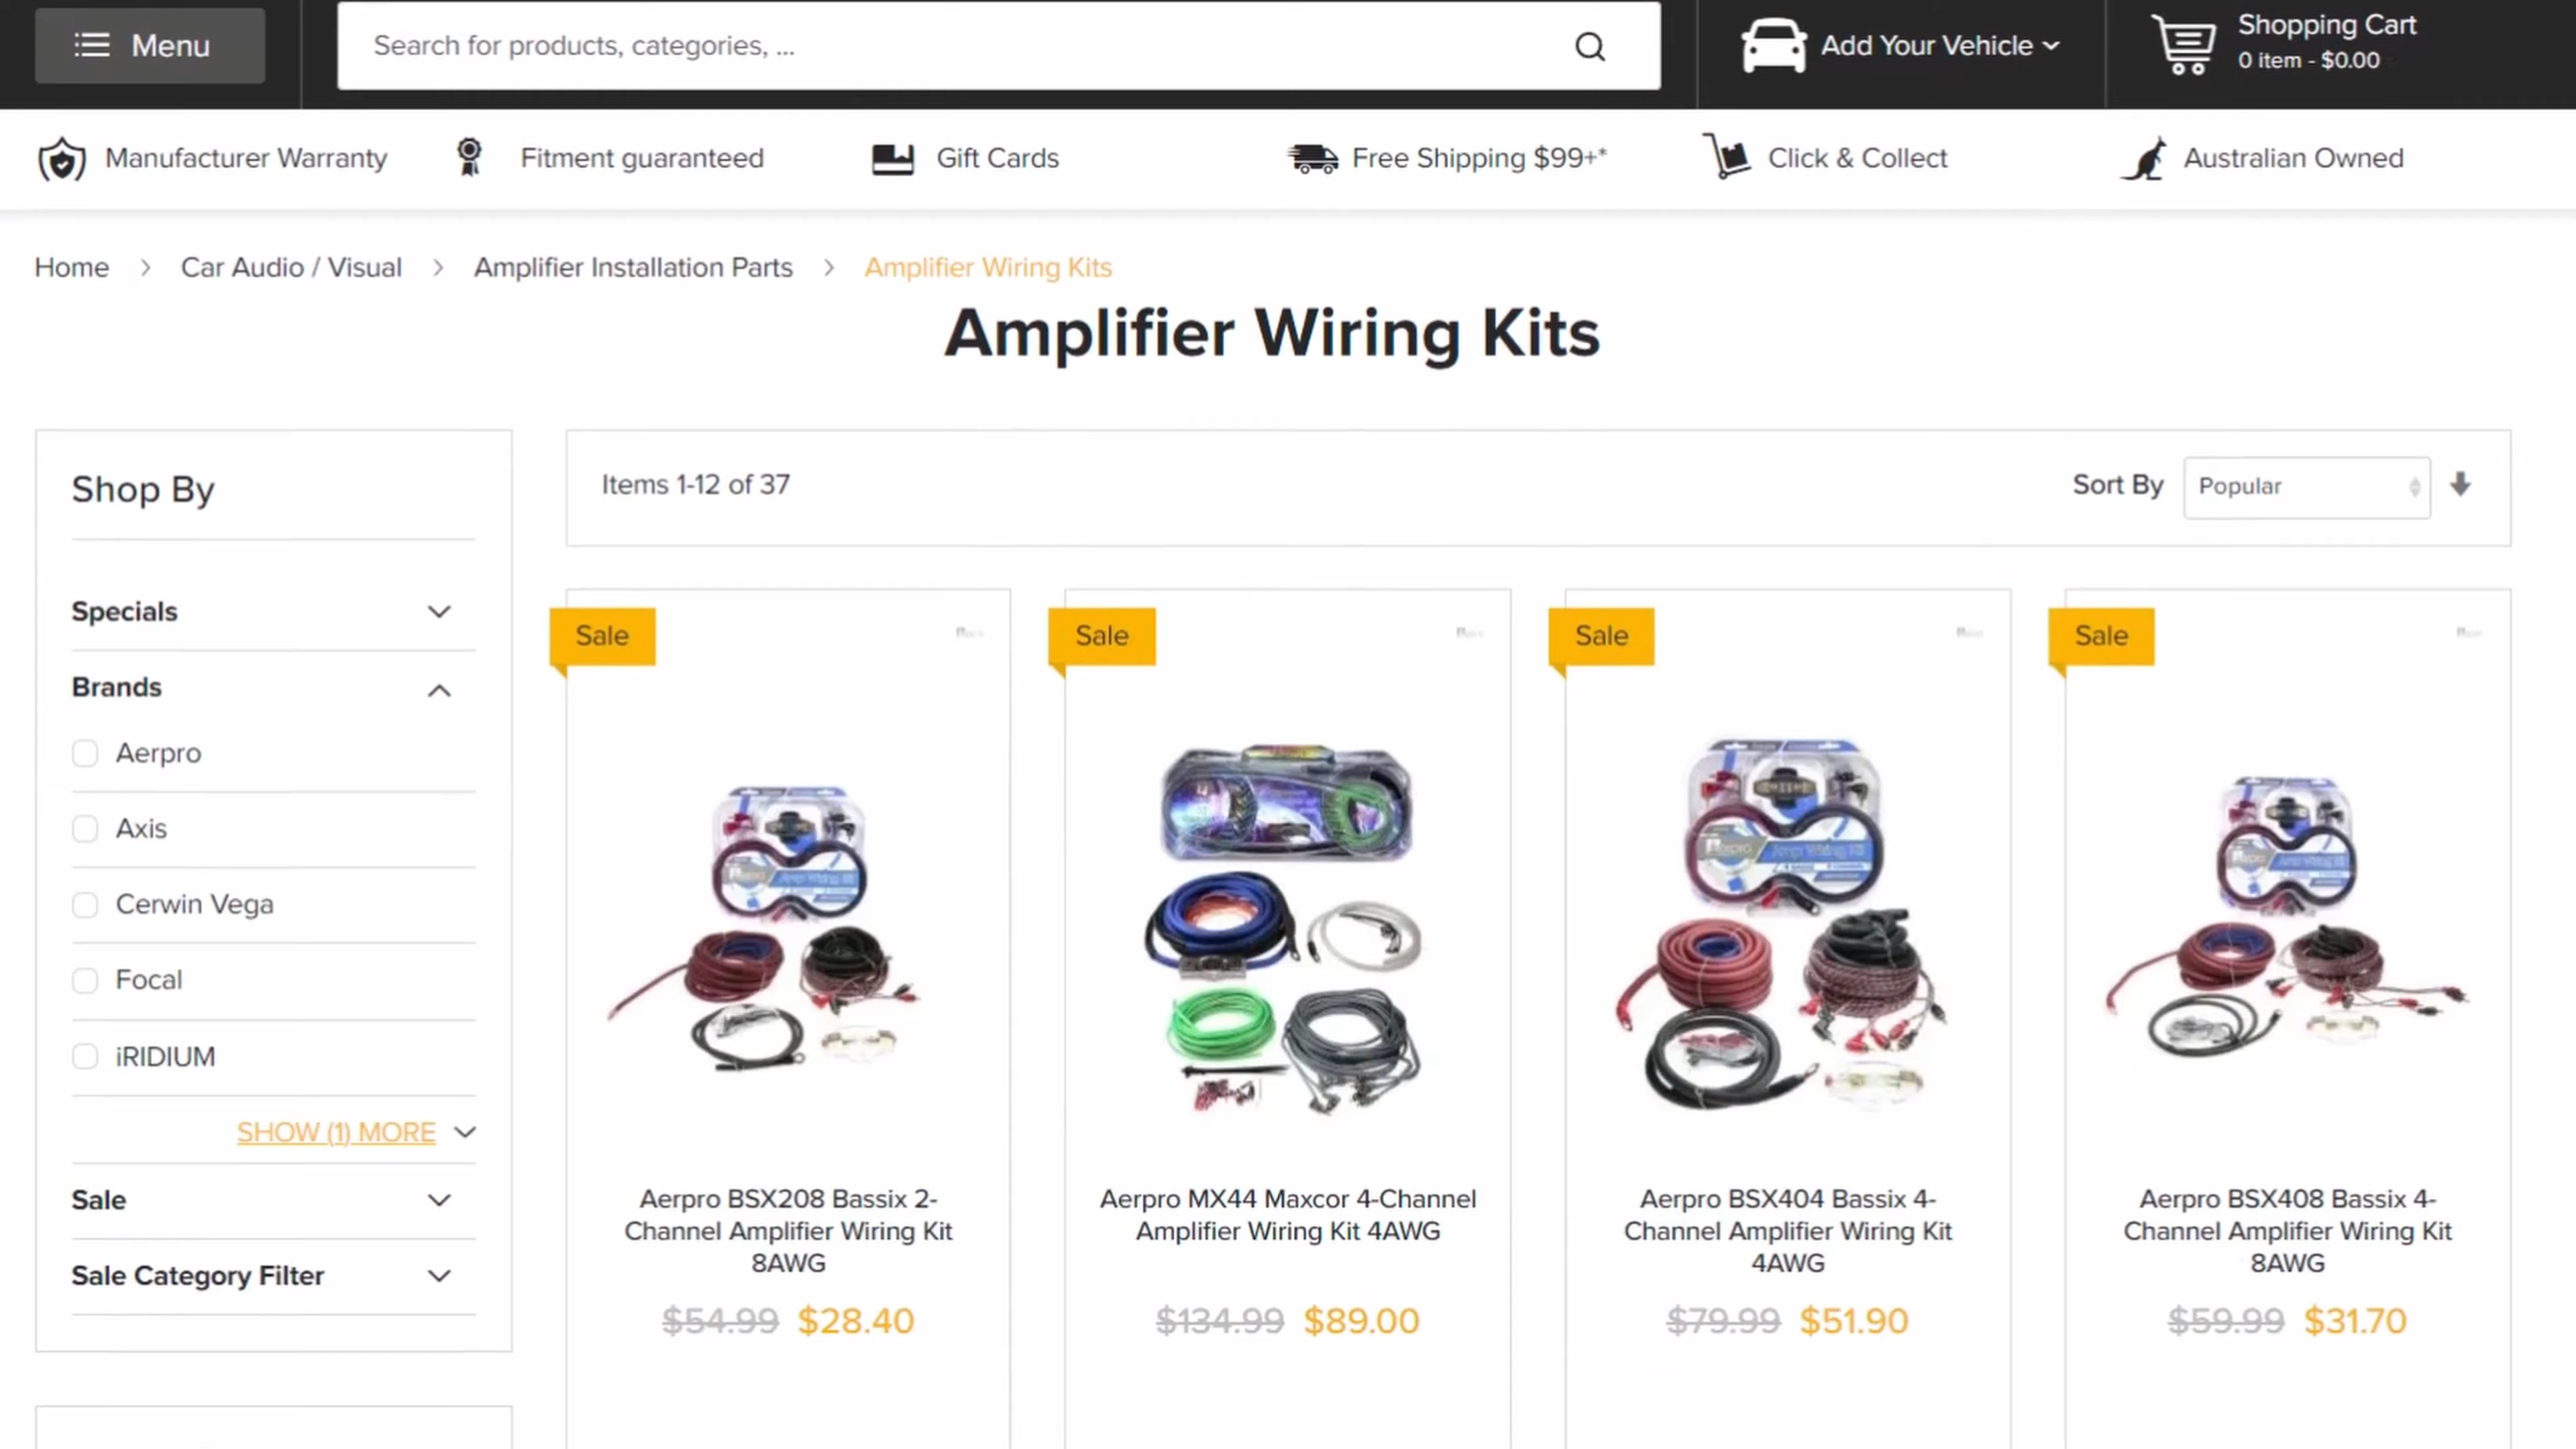 Menu
Search for products, categories, ...
Add Your Vehicle
Shopping Cart
0 item - $0.00
Manufacturer Warranty
Fitment guaranteed
Gift Cards
Free Shipping $99+*
Click & Collect
Australian Owned
Home > Car Audio / Visual > Amplifier Installation Parts > Amplifier Wiring Kits
Amplifier Wiring Kits
Shop By
Specials
Brands
Aerpro
Axis
Cerwin Vega
Focal
iRIDIUM
SHOW (1) MORE
Sale
Sale Category Filter
Items 1-12 of 37
Sort By
Popular
Sale
Aerpro BSX208 Bassix 2-
Channel Amplifier Wiring Kit
8AWG
$54.99 $28.40
Sale
Aerpro MX44 Maxcor 4-Channel
Amplifier Wiring Kit 4AWG
$134.99 $89.00
Sale
Aerpro BSX404 Bassix 4-
Channel Amplifier Wiring Kit
4AWG
$79.99 $51.90
Sale
Aerpro BSX408 Bassix 4-
Channel Amplifier Wiring Kit
8AWG
$59.99 $31.70